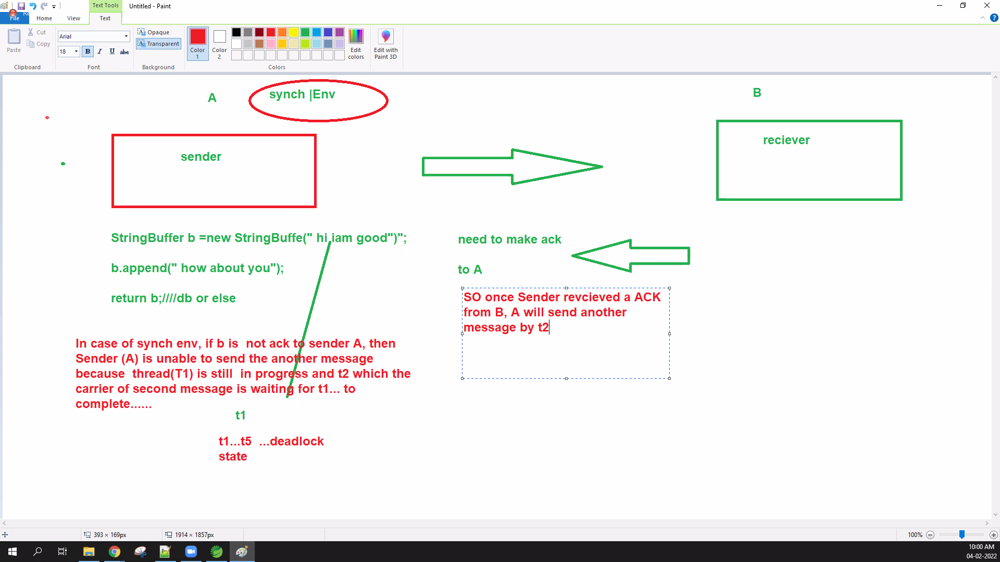 Text Tools
Untitled - Paint
File
Home
View
Text
Paste
Cut
Copy
Clipboard
Arial
18
B
I
U
abc
Font
Opaque
Transparent
Background
Color
1
Color
2
Edit
colors
Colors
Edit with
Paint 3D
A
synch |Env
B
sender
reciever
StringBuffer b =new StringBuffe(" hi iam good")";
b.append(" how about you");
return b;////db or else
need to make ack
to A
SO once Sender revcieved a ACK
from B, A will send another
message by t2
In case of synch env, if b is  not ack to sender A, then
Sender (A) is unable to send the another message
because  thread(T1) is still  in progress and t2 which the
carrier of second message is waiting for t1... to
complete......
t1
t1...t5  ...deadlock
state
393 × 169px
1914 × 1857px
100%
10:00 AM
04-02-2022